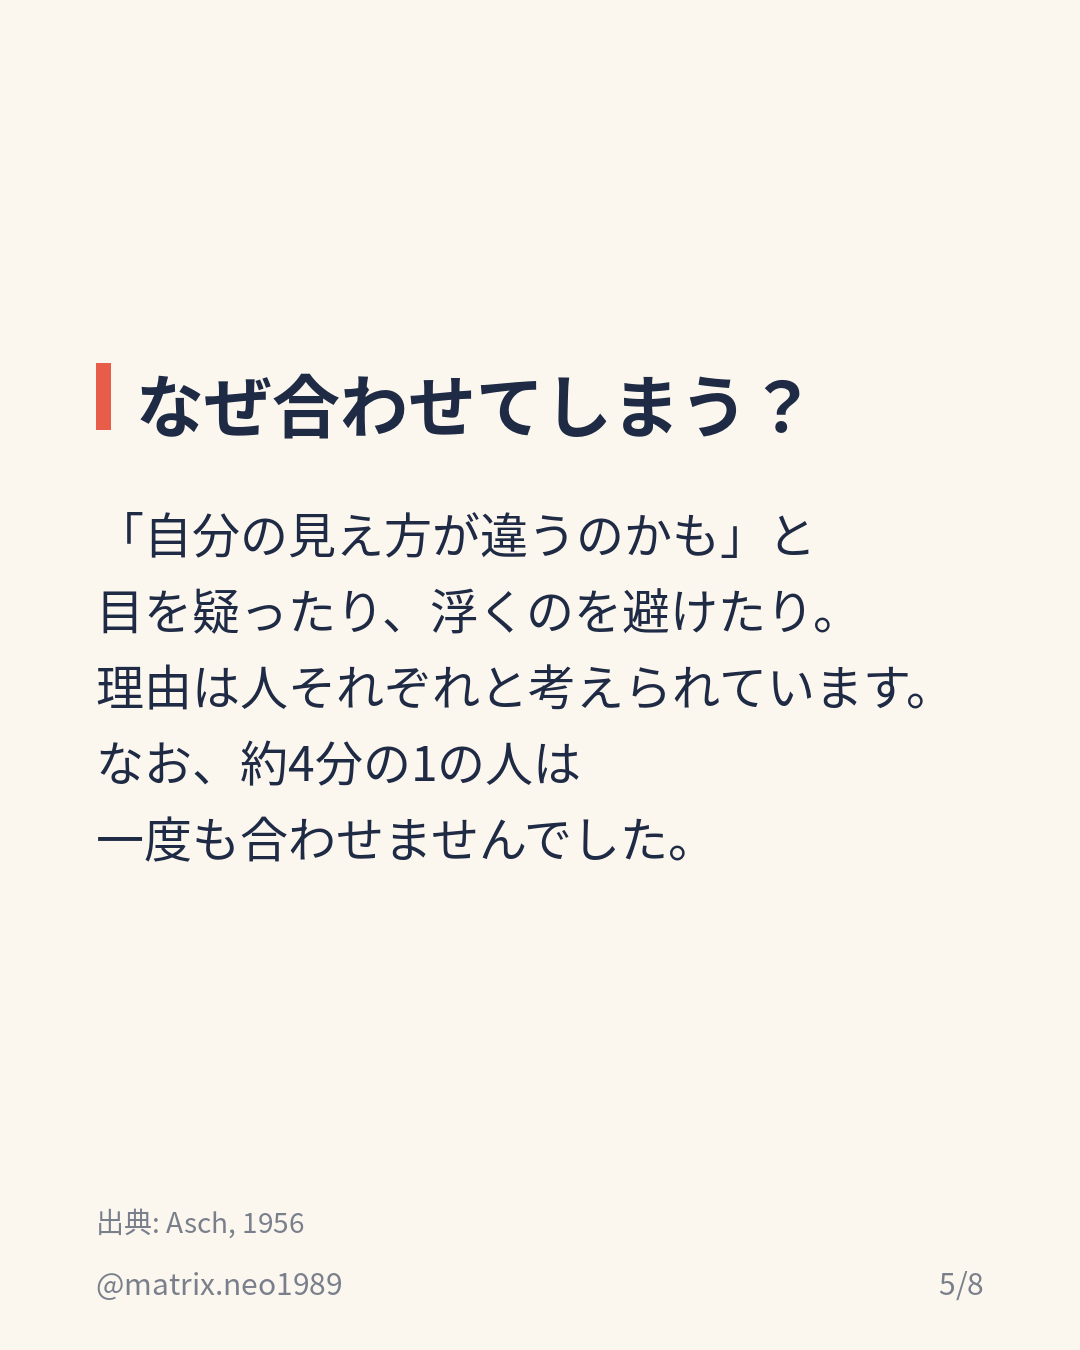 なぜ合わせてしまう？
「自分の見え方が違うのかも」と
目を疑ったり、浮くのを避けたり。
理由は人それぞれと考えられています。
なお、約4分の1の人は
一度も合わせませんでした。
出典: Asch, 1956
@matrix.neo1989
5/8